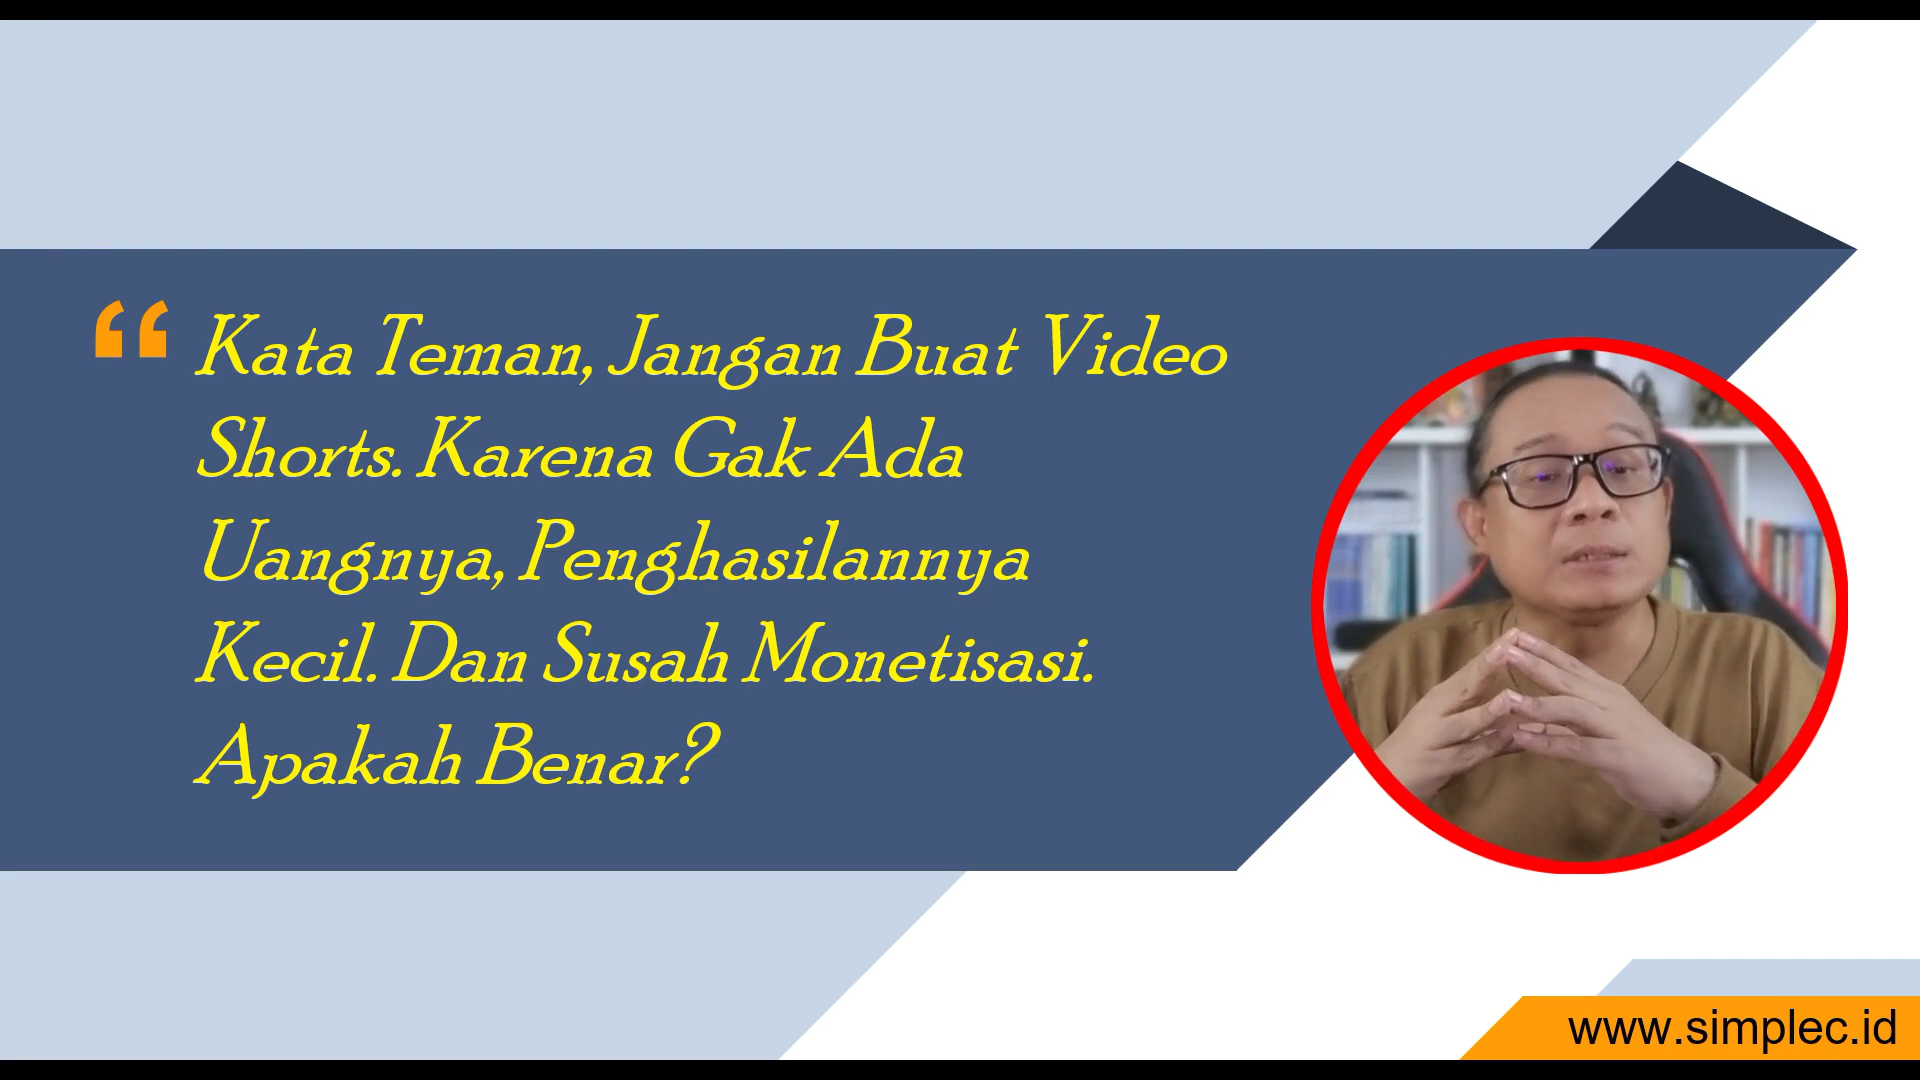 “ Kata Teman, Jangan Buat Video
Shorts. Karena Gak Ada
Uangnya, Penghasilannya
Kecil. Dan Susah Monetisasi.
Apakah Benar?
www.simplec.id